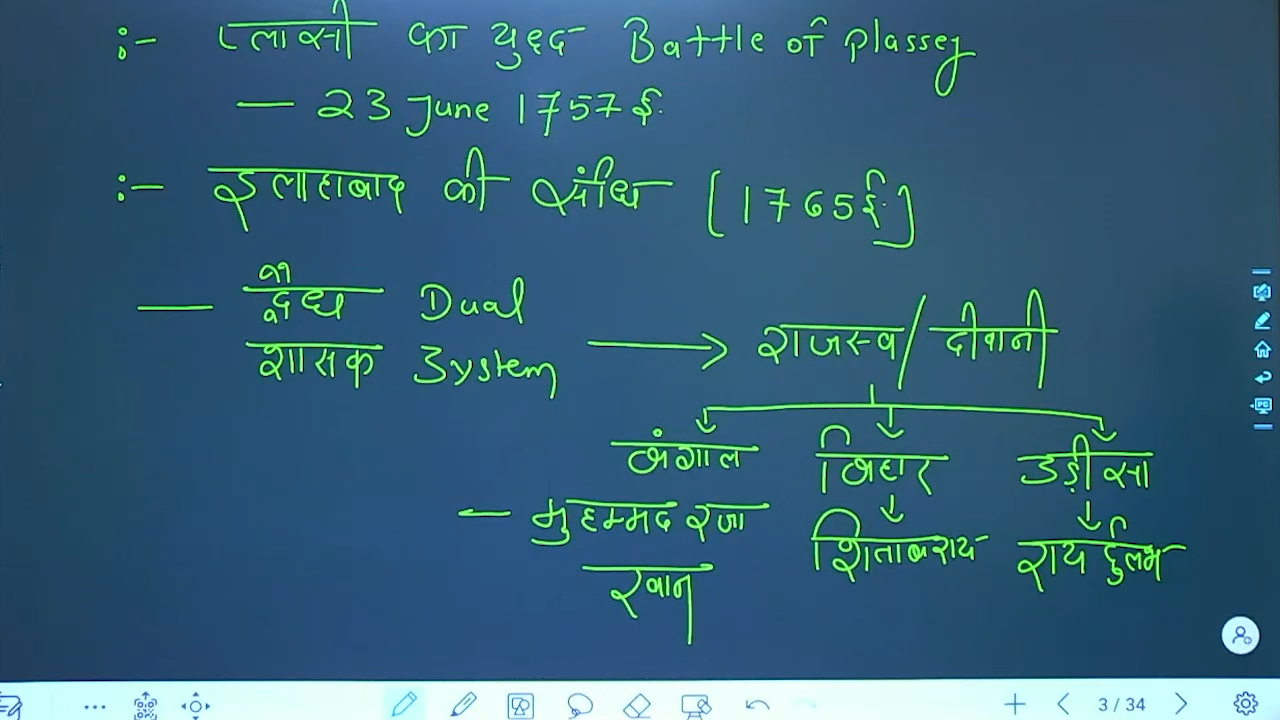 :- प्लासी का युद्द Battle of Plassey
— 23 June 1757 ई.
:- इलाहाबाद की संधि [1765 ई.]
— द्वैध Dual
शासक System → राजस्व / दीवानी
बंगाल बिहार उड़ीसा
– मुहम्मद रजा शिताबराय राय दुर्लभ
खान
3 / 34